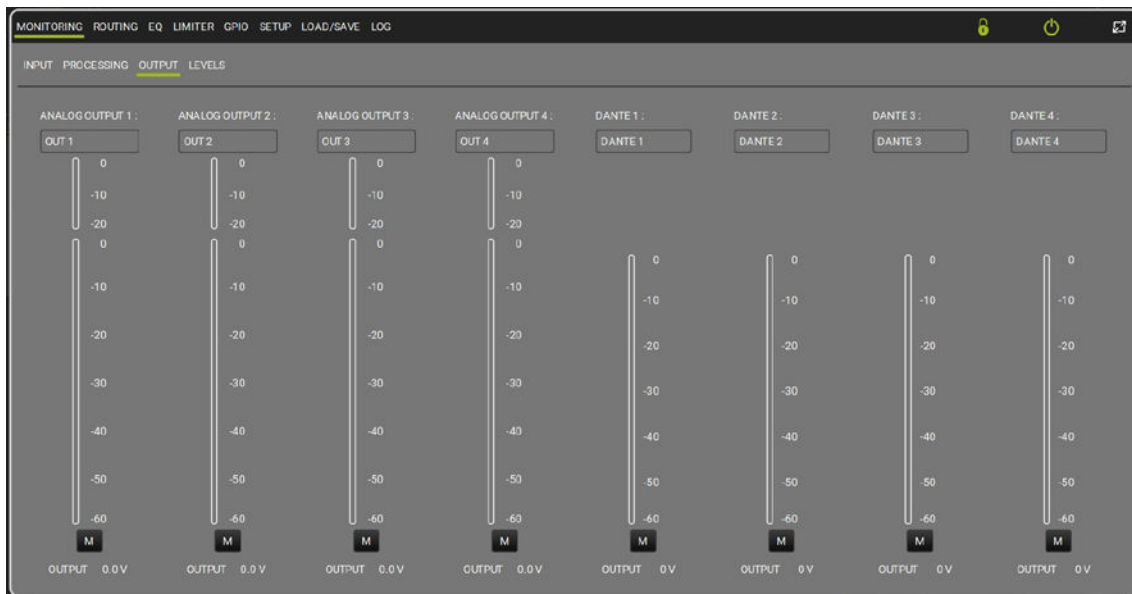 MONITORING ROUTING EQ LIMITER GPIO SETUP LOAD/SAVE LOG
INPUT PROCESSING OUTPUT LEVELS
ANALOG OUTPUT 1 : ANALOG OUTPUT 2 : ANALOG OUTPUT 3 ANALOG OUTPUT 4 : DANTE 1 : DANTE 2 : DANTE 3 : DANTE 4 :
OUT 1 OUT 2 OUT 3 OUT 4 DANTE 1 DANTE 2 DANTE 3 DANTE 4
0 0 0 0
-10 -10 -10 -10
-20 -20 -20 -20
0 0 0 0
0 0 0 0
-10 -10 -10 -10
-10 -10 -10 -10
-20 -20 -20 -20
-20 -20 -20 -20
-30 -30 -30 -30
-30 -30 -30 -30
-40 -40 -40 -40
-40 -40 -40 -40
-50 -50 -50 -50
-50 -50 -50 -50
-60 -60 -60 -60 -60 -60 -60 -60
M M M M M M M M
OUTPUT 0.0 V OUTPUT 0.0 V OUTPUT 0.0 V OUTPUT 0.0 V OUTPUT 0 V OUTPUT 0 V OUTPUT 0 V OUTPUT 0 V